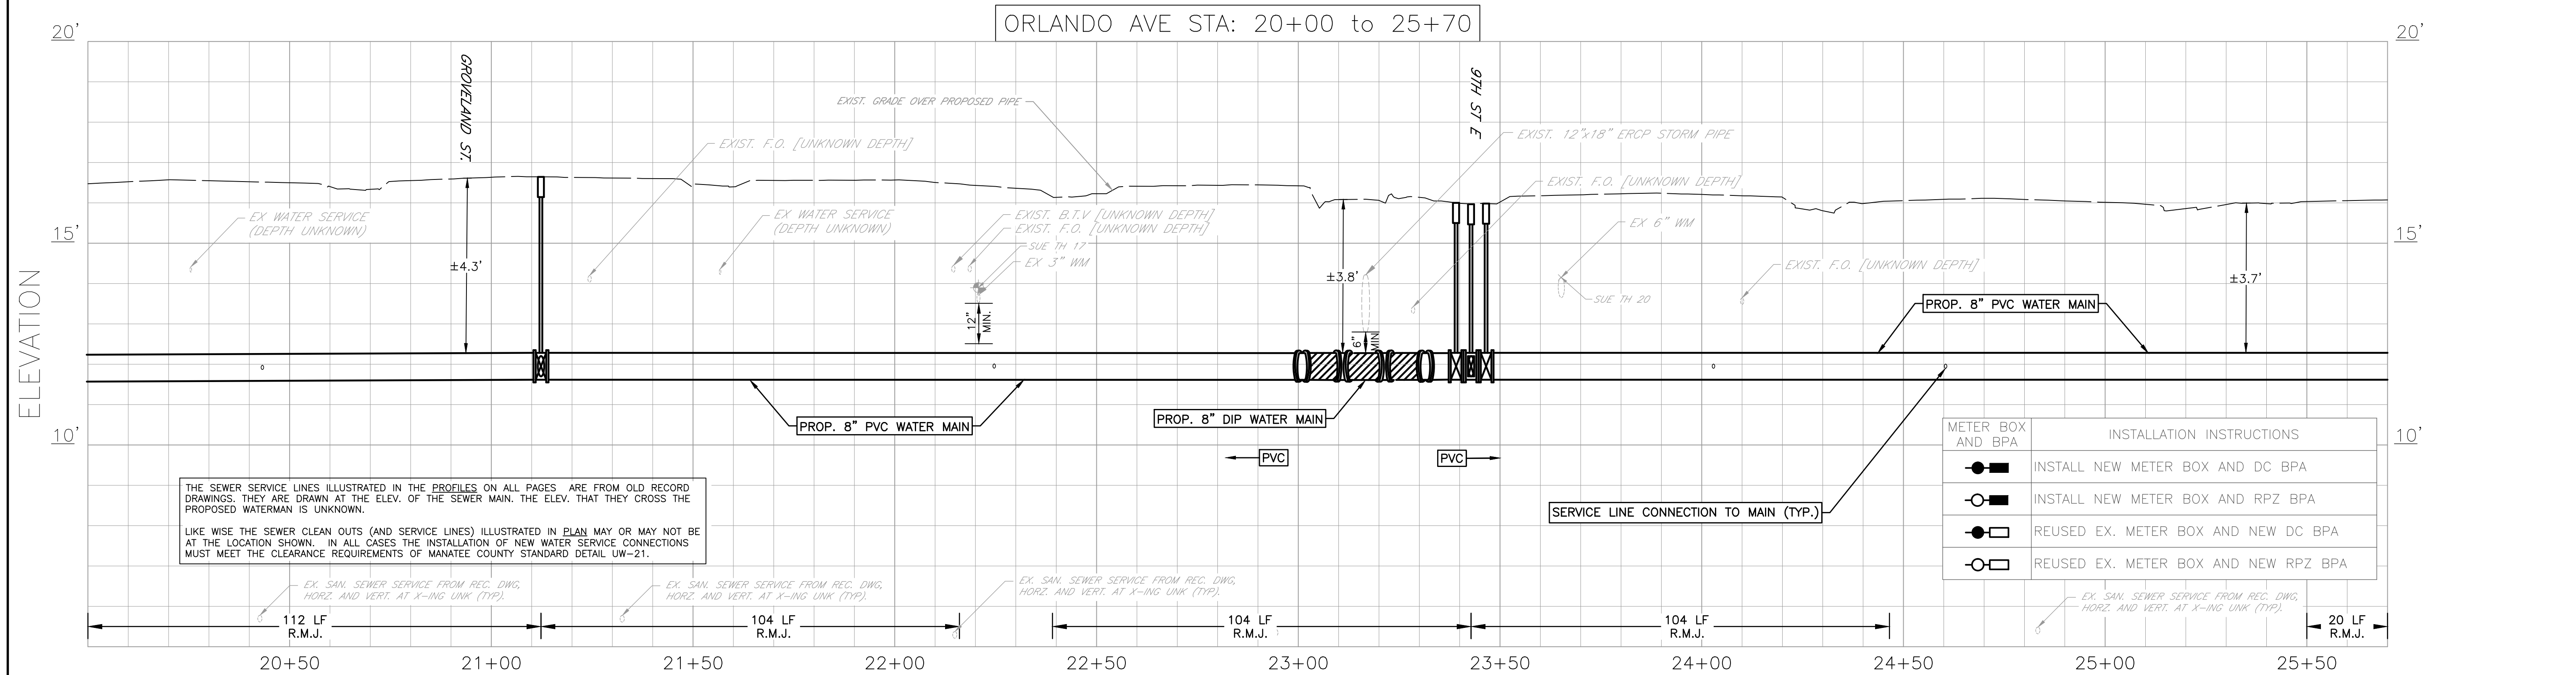 ORLANDO AVE STA: 20+00 to 25+70
20'
20'
GROVELAND ST.
9TH ST E
EXIST. GRADE OVER PROPOSED PIPE
EXIST. F.O. [UNKNOWN DEPTH]
EXIST. 12"x18" ERCP STORM PIPE
EXIST. F.O. [UNKNOWN DEPTH]
EX WATER SERVICE
(DEPTH UNKNOWN)
EX WATER SERVICE
(DEPTH UNKNOWN)
EXIST. B.T.V [UNKNOWN DEPTH]
EXIST. F.O. [UNKNOWN DEPTH]
SUE TH 17
EX 3" WM
EX 6" WM
SUE TH 20
EXIST. F.O. [UNKNOWN DEPTH]
15'
15'
±4.3'
±3.8'
±3.7'
12"
MIN.
6"
MIN
ELEVATION
PROP. 8" PVC WATER MAIN
PROP. 8" PVC WATER MAIN
PROP. 8" DIP WATER MAIN
10'
10'
PVC
PVC
SERVICE LINE CONNECTION TO MAIN (TYP.)
METER BOX
AND BPA
INSTALLATION INSTRUCTIONS
INSTALL NEW METER BOX AND DC BPA
INSTALL NEW METER BOX AND RPZ BPA
REUSED EX. METER BOX AND NEW DC BPA
REUSED EX. METER BOX AND NEW RPZ BPA
THE SEWER SERVICE LINES ILLUSTRATED IN THE PROFILES ON ALL PAGES ARE FROM OLD RECORD
DRAWINGS. THEY ARE DRAWN AT THE ELEV. OF THE SEWER MAIN. THE ELEV. THAT THEY CROSS THE
PROPOSED WATERMAN IS UNKNOWN.
LIKE WISE THE SEWER CLEAN OUTS (AND SERVICE LINES) ILLUSTRATED IN PLAN MAY OR MAY NOT BE
AT THE LOCATION SHOWN. IN ALL CASES THE INSTALLATION OF NEW WATER SERVICE CONNECTIONS
MUST MEET THE CLEARANCE REQUIREMENTS OF MANATEE COUNTY STANDARD DETAIL UW-21.
EX. SAN. SEWER SERVICE FROM REC. DWG,
HORZ. AND VERT. AT X-ING UNK (TYP).
EX. SAN. SEWER SERVICE FROM REC. DWG,
HORZ. AND VERT. AT X-ING UNK (TYP).
EX. SAN. SEWER SERVICE FROM REC. DWG,
HORZ. AND VERT. AT X-ING UNK (TYP).
EX. SAN. SEWER SERVICE FROM REC. DWG,
HORZ. AND VERT. AT X-ING UNK (TYP).
112 LF
R.M.J.
104 LF
R.M.J.
104 LF
R.M.J.
104 LF
R.M.J.
20 LF
R.M.J.
20+50
21+00
21+50
22+00
22+50
23+00
23+50
24+00
24+50
25+00
25+50